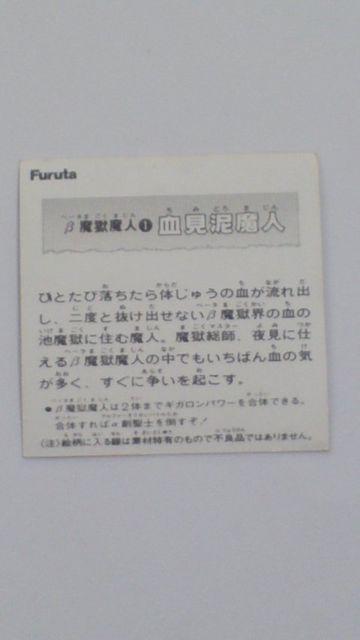 Furuta
β魔獄魔人❶ 血見泥魔人
ひとたび落ちたら体じゅうの血が流れ出
し、二度と抜け出せないβ魔獄界の血の
池魔獄に住む魔人。魔獄総師、夜見に仕
えるβ魔獄魔人の中でもいちばん血の気
が多く、すぐに争いを起こす。
●β魔獄魔人は2体までギガロンパワーを合体できる。
合体すればα創聖士を倒すぞ!
(注)絵柄に入る線は素材特有のもので不良品ではありません。